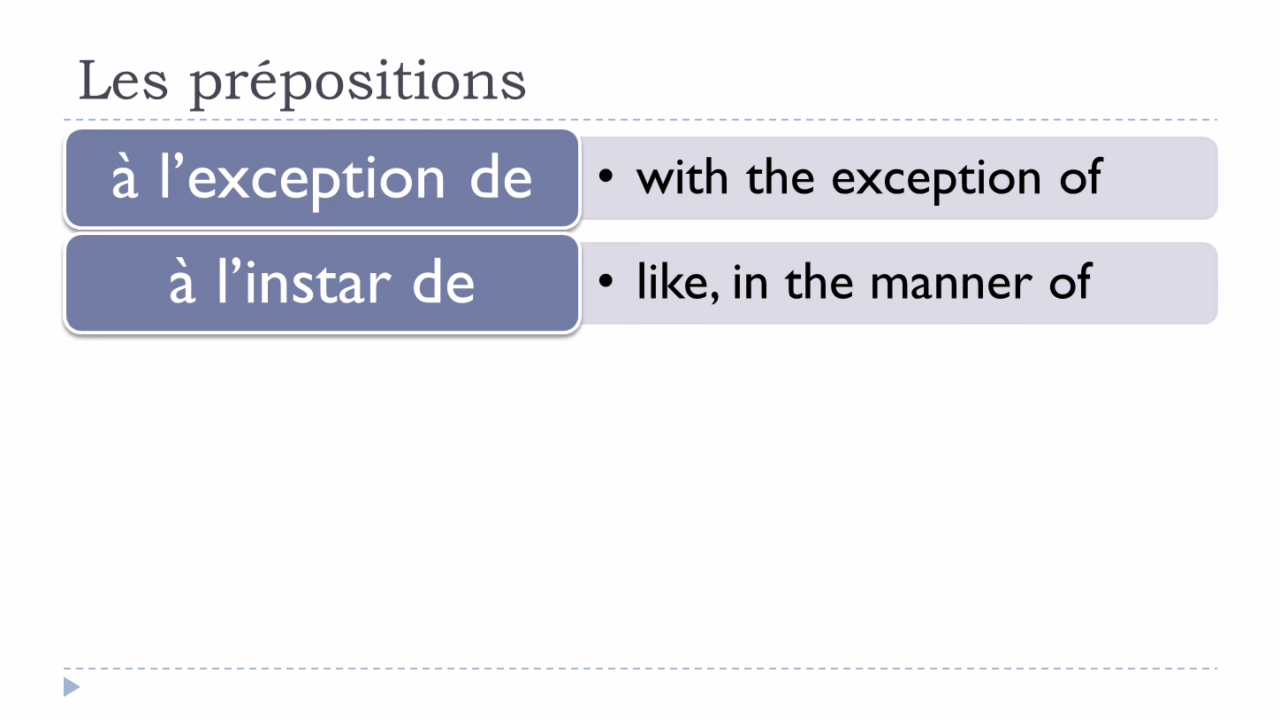 Les prépositions
à l’exception de
• with the exception of
à l’instar de
• like, in the manner of